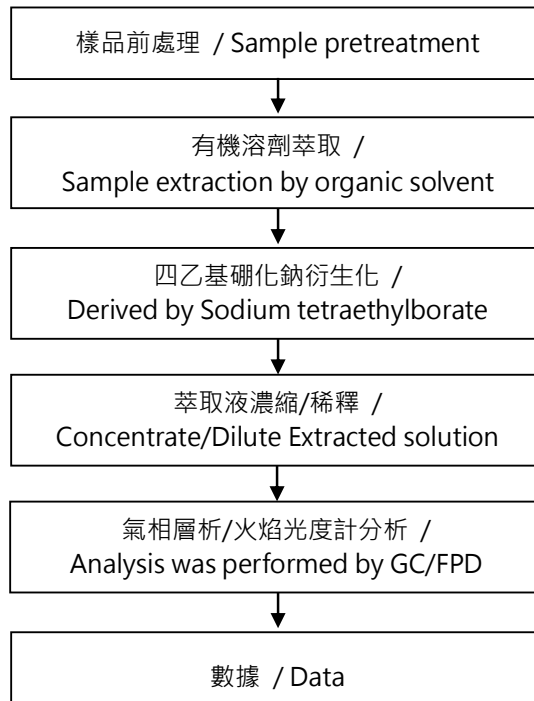 樣品前處理 / Sample pretreatment
有機溶劑萃取 /
Sample extraction by organic solvent
四乙基硼化鈉衍生化 /
Derived by Sodium tetraethylborate
萃取液濃縮/稀釋 /
Concentrate/Dilute Extracted solution
氣相層析/火焰光度計分析 /
Analysis was performed by GC/FPD
數據 / Data